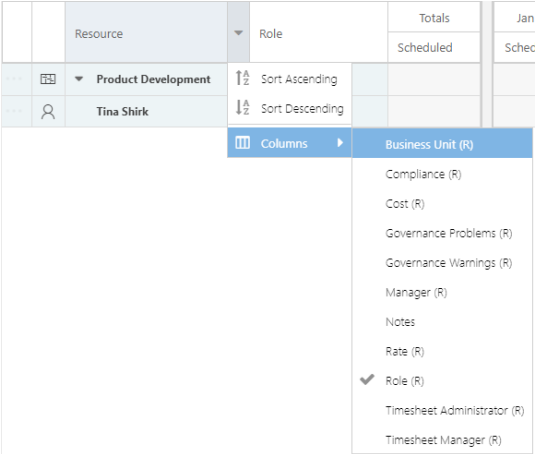 Totals
Jan
Resource
Role
Scheduled
Sched
Product Development
Sort Ascending
Tina Shirk
Sort Descending
Columns
Business Unit (R)
Compliance (R)
Cost (R)
Governance Problems (R)
Governance Warnings (R)
Manager (R)
Notes
Rate (R)
Role (R)
Timesheet Administrator (R)
Timesheet Manager (R)